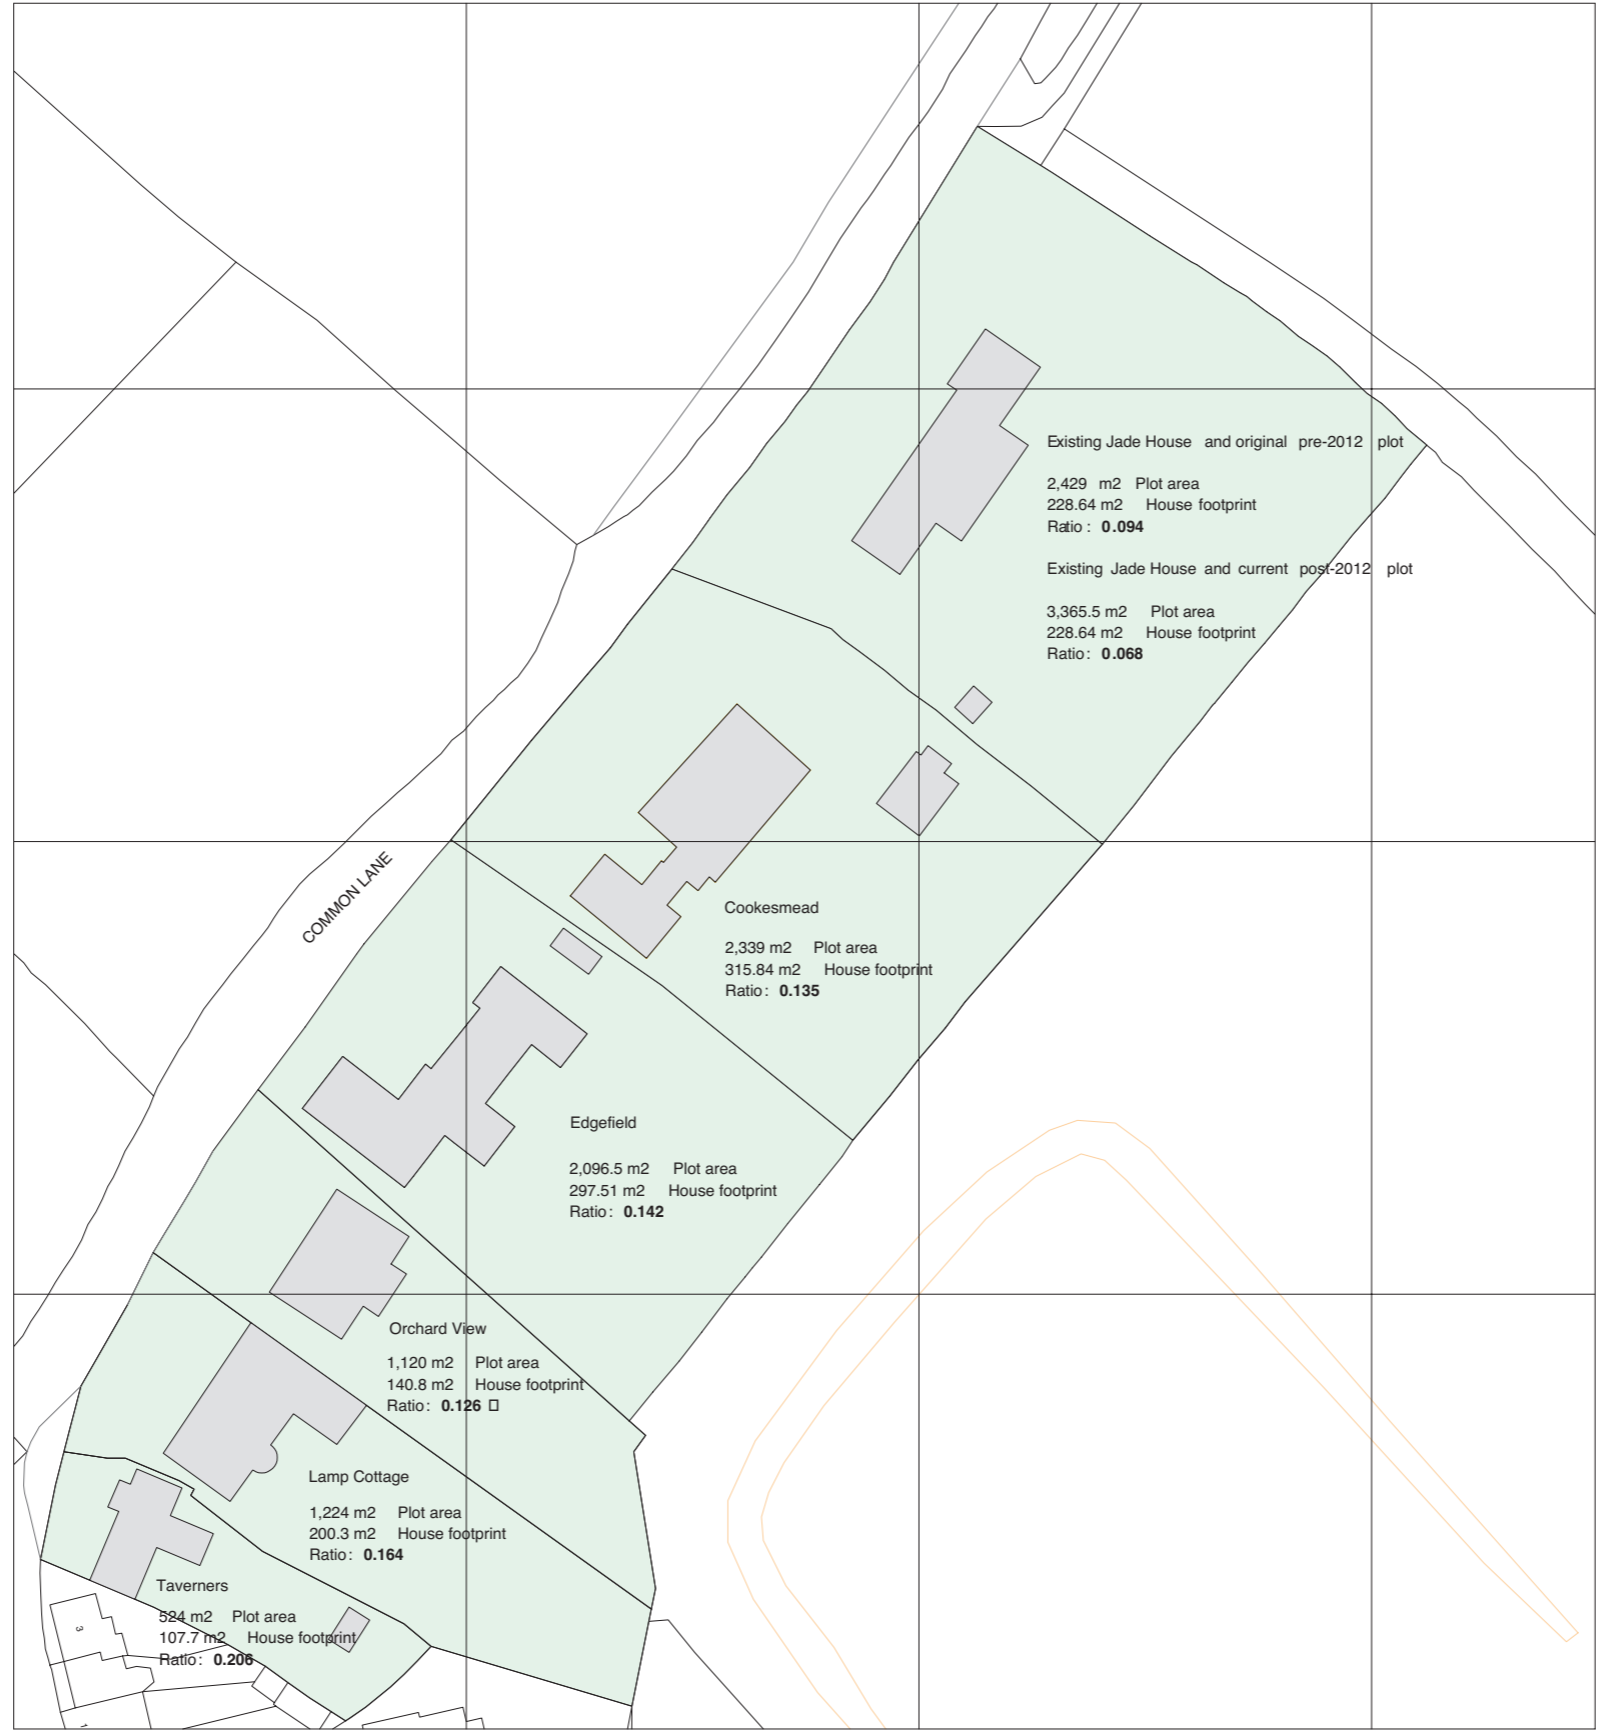 Existing Jade House and original pre-2012 plot
2,429 m2 Plot area
228.64 m2 House footprint
Ratio: 0.094
Existing Jade House and current post-2012 plot
3,365.5 m2 Plot area
228.64 m2 House footprint
Ratio: 0.068
COMMON LANE
Cookesmead
2,339 m2 Plot area
315.84 m2 House footprint
Ratio: 0.135
Edgefield
2,096.5 m2 Plot area
297.51 m2 House footprint
Ratio: 0.142
Orchard View
1,120 m2 Plot area
140.8 m2 House footprint
Ratio: 0.126
Lamp Cottage
1,224 m2 Plot area
200.3 m2 House footprint
Ratio: 0.164
Taverners
524 m2 Plot area
107.7 m2 House footprint
Ratio: 0.206
3
1